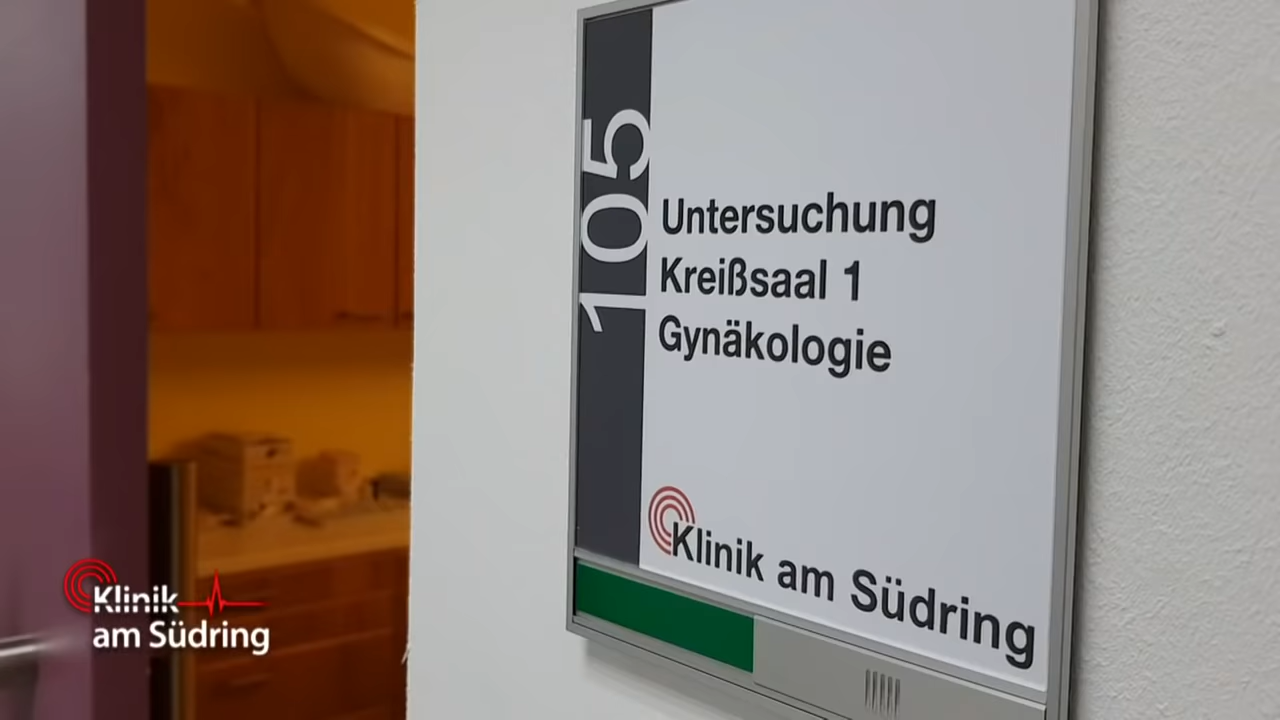 105
Untersuchung
Kreißsaal 1
Gynäkologie
Klinik am Südring
Klinik
am Südring